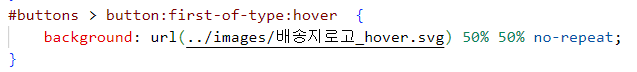 #buttons > button:first-of-type:hover  {
    background: url(../images/배송지로고_hover.svg) 50% 50% no-repeat;
}